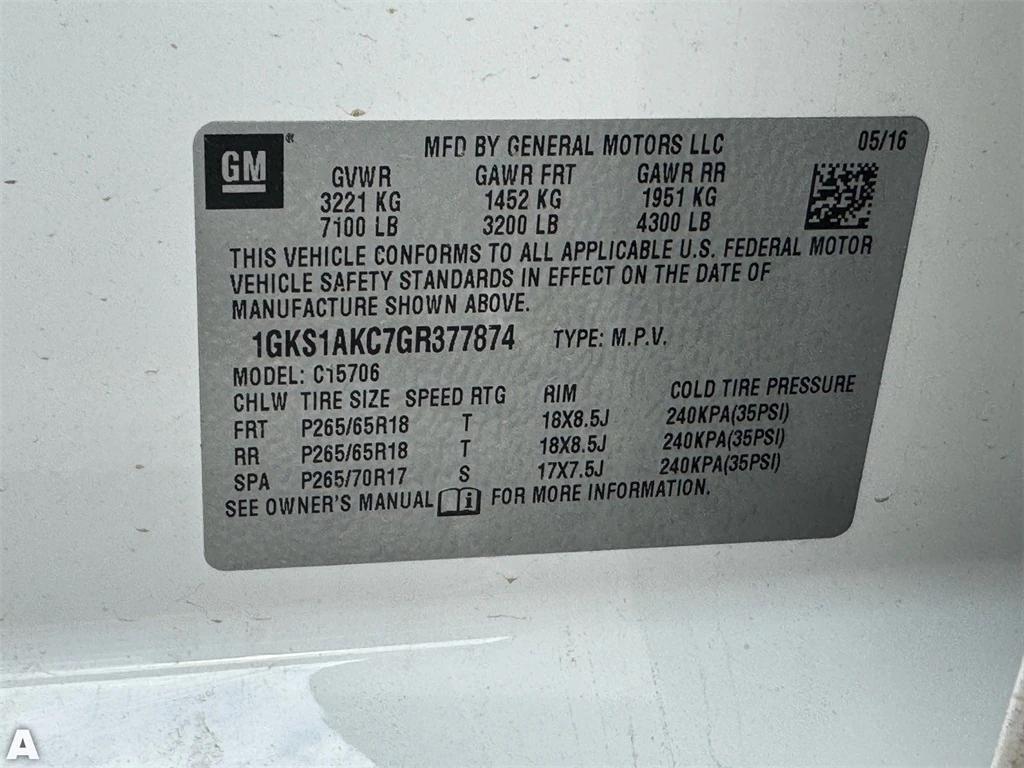 GM ®
MFD BY GENERAL MOTORS LLC 05/16
GVWR GAWR FRT GAWR RR
3221 KG 1452 KG 1951 KG
7100 LB 3200 LB 4300 LB
THIS VEHICLE CONFORMS TO ALL APPLICABLE U.S. FEDERAL MOTOR
VEHICLE SAFETY STANDARDS IN EFFECT ON THE DATE OF
MANUFACTURE SHOWN ABOVE.
1GKS1AKC7GR377874 TYPE: M.P.V.
MODEL: C15706
CHLW TIRE SIZE SPEED RTG RIM COLD TIRE PRESSURE
FRT P265/65R18 T 18X8.5J 240KPA(35PSI)
RR P265/65R18 T 18X8.5J 240KPA(35PSI)
SPA P265/70R17 S 17X7.5J 240KPA(35PSI)
SEE OWNER'S MANUAL i FOR MORE INFORMATION.
A